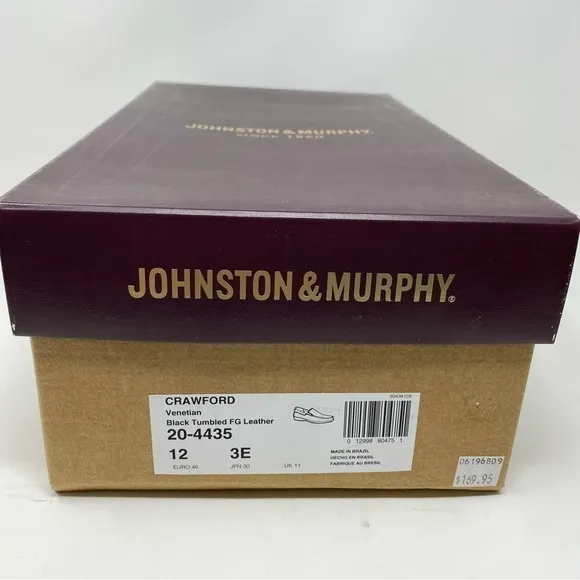 JOHNSTON & MURPHY.
SINCE 1850
JOHNSTON & MURPHY®
CRAWFORD
Venetian
Black Tumbled FG Leather
20-4435
12 3E
EURO 46 JPN 30 UK 11
0 12998 80475 1
MADE IN BRAZIL
HECHO EN BRASIL
FABRIQUE AU BRESIL
06196809
$169.95